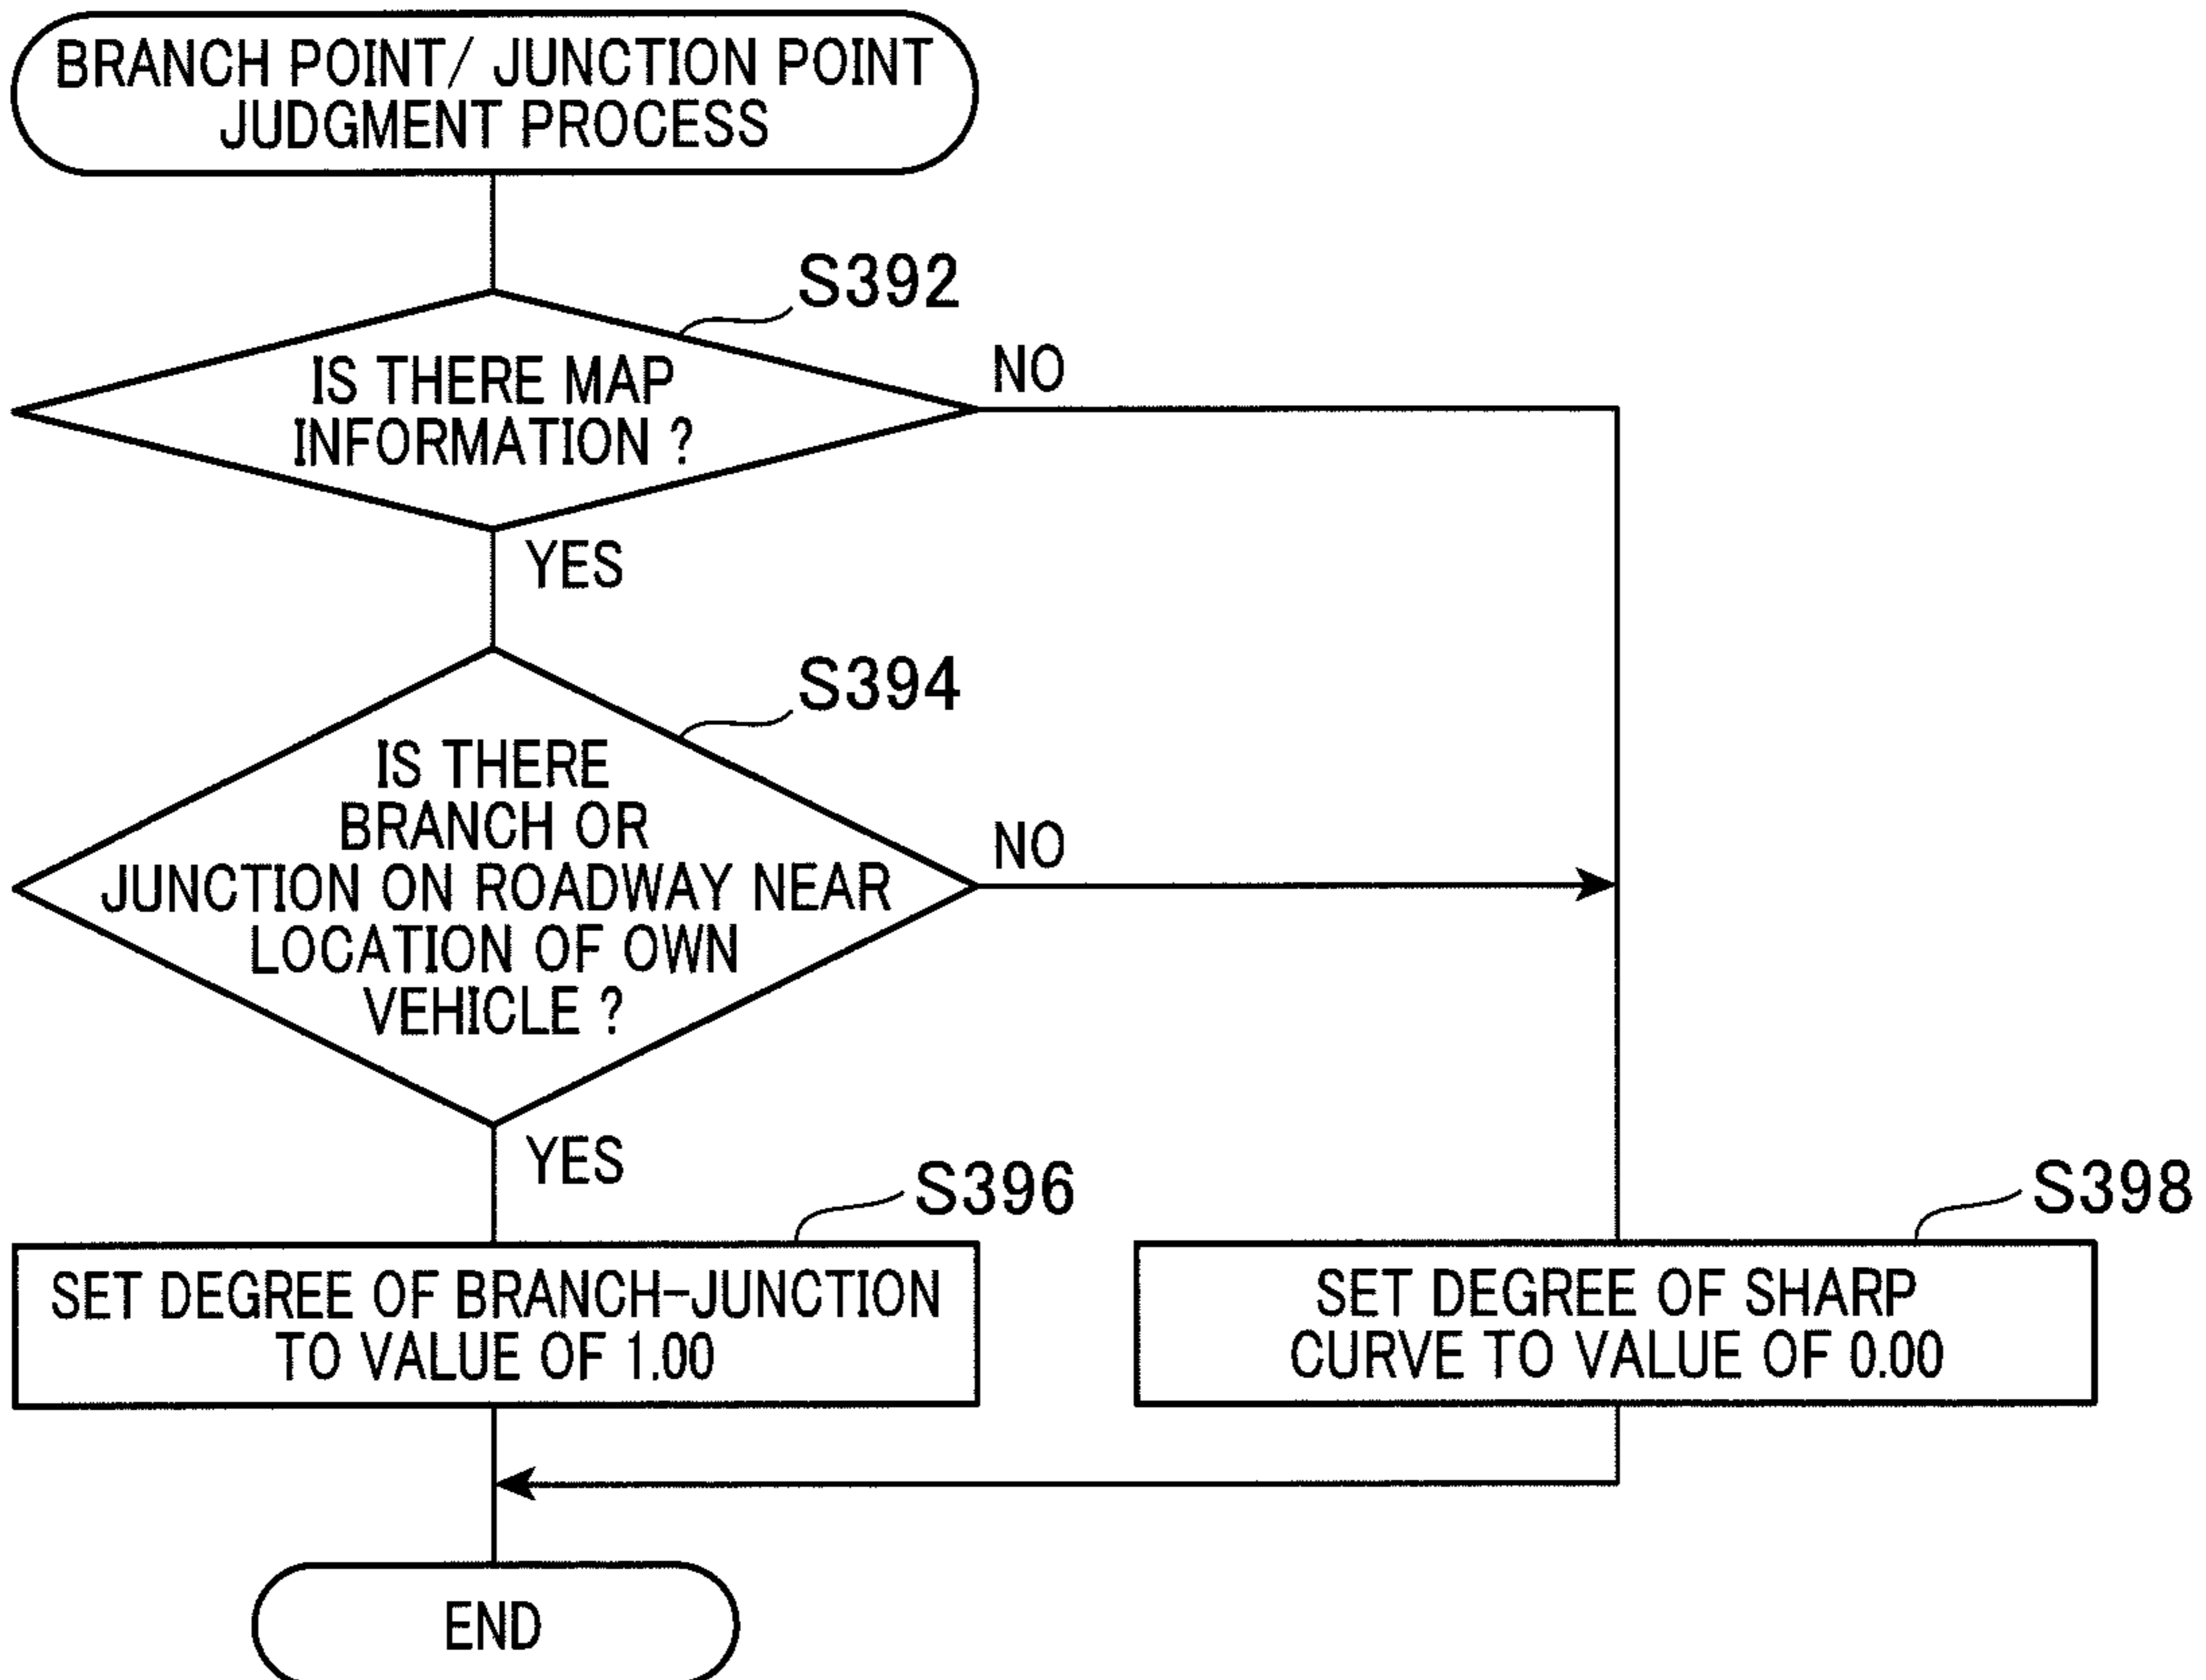 BRANCH POINT/ JUNCTION POINT
JUDGMENT PROCESS
S392
IS THERE MAP
INFORMATION ?
NO
YES
S394
IS THERE
BRANCH OR
JUNCTION ON ROADWAY NEAR
LOCATION OF OWN
VEHICLE ?
NO
YES
S396
SET DEGREE OF BRANCH-JUNCTION
TO VALUE OF 1.00
S398
SET DEGREE OF SHARP
CURVE TO VALUE OF 0.00
END